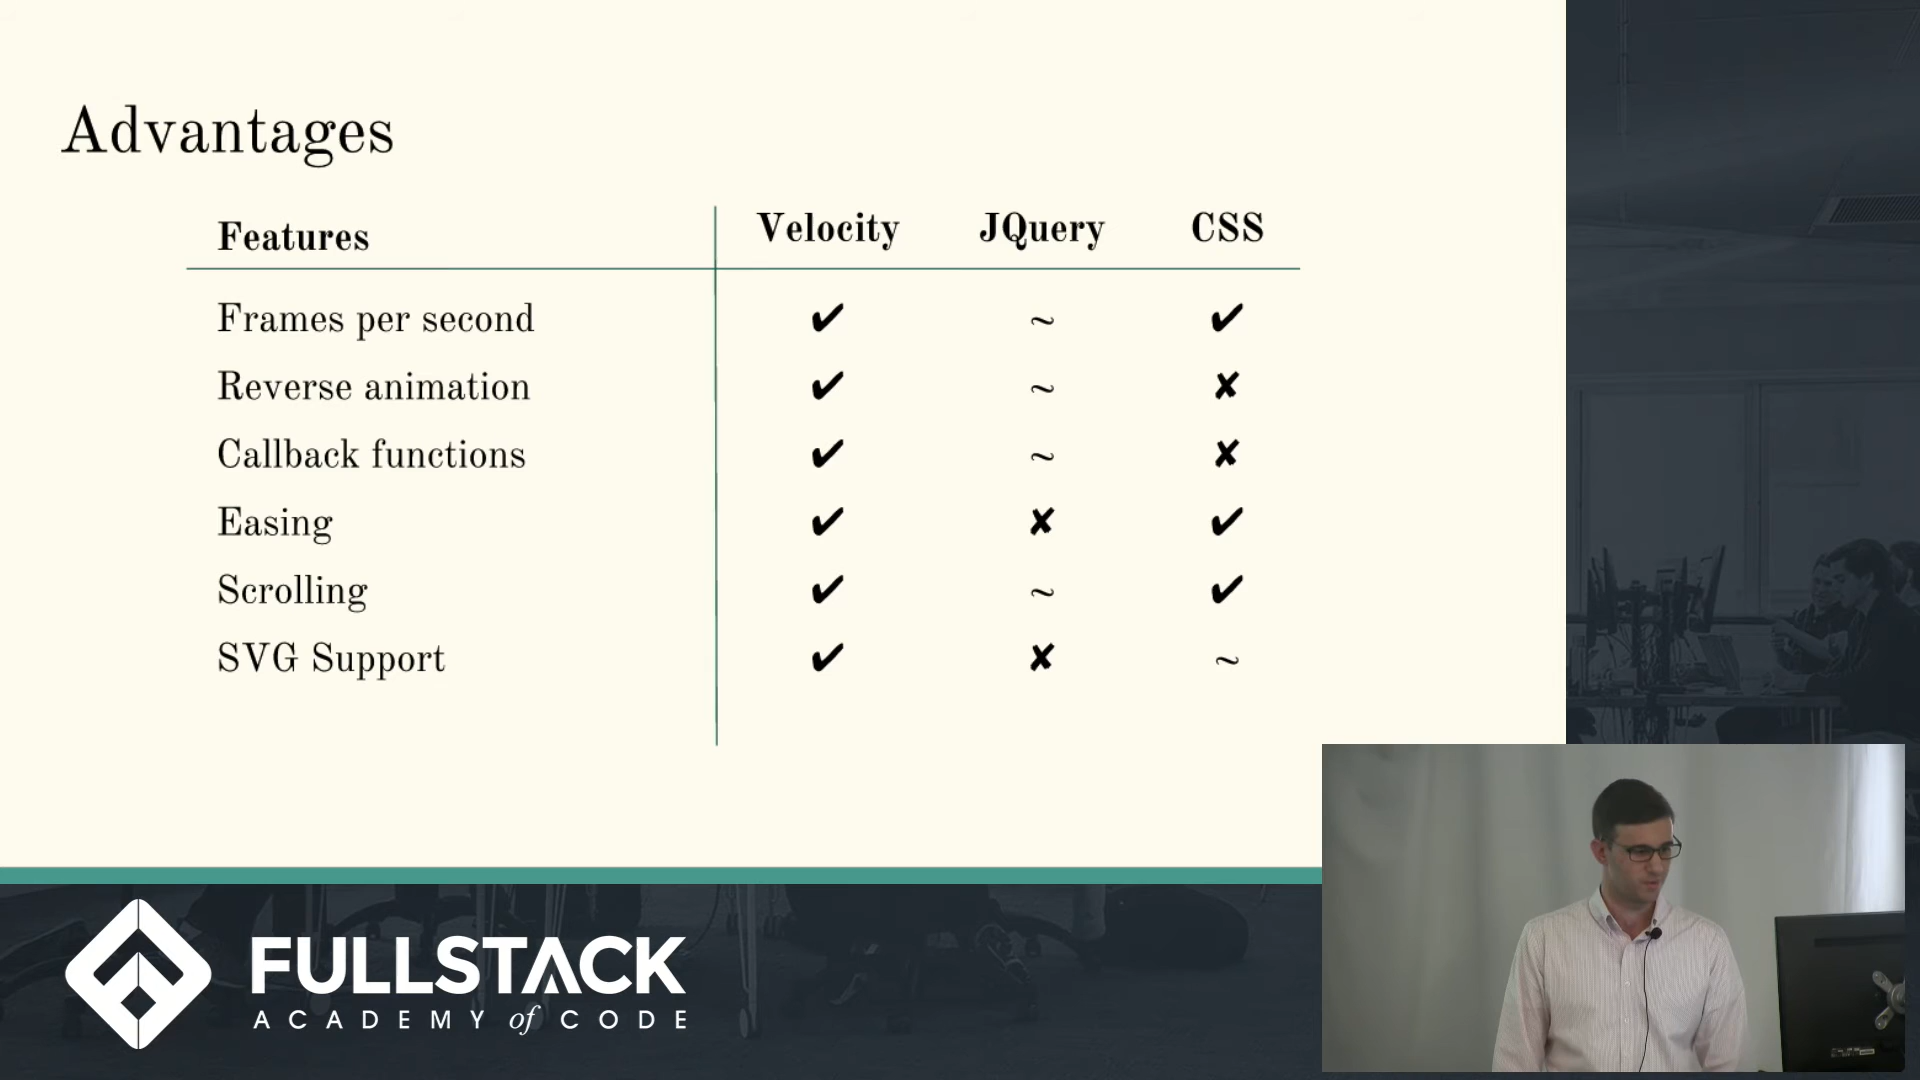 Advantages
Features Velocity JQuery CSS
Frames per second ✔ ~ ✔
Reverse animation ✔ ~ ✘
Callback functions ✔ ~ ✘
Easing ✔ ✘ ✔
Scrolling ✔ ~ ✔
SVG Support ✔ ✘ ~
FULLSTACK
ACADEMY of CODE